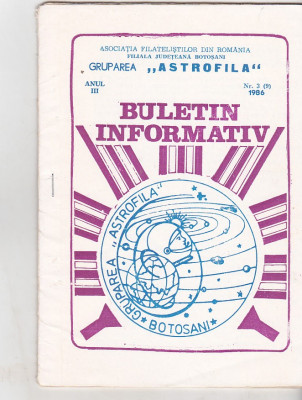 ASOCIAȚIA FILATELIȘTILOR DIN ROMÂNIA
FILIALA JUDEȚEANĂ BOTOȘANI
GRUPAREA „ASTROFILA"
ANUL
III
Nr. 3 (9)
1986
BULETIN
INFORMATIV
GRUPAREA „ASTROFILA"
BOTOȘANI